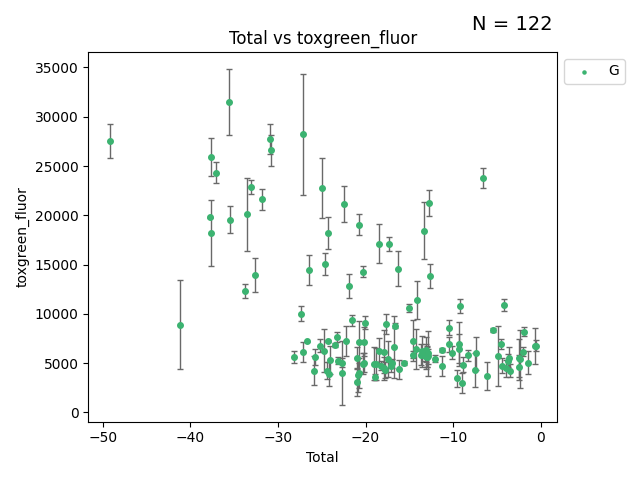 N = 122
Total vs toxgreen_fluor
G
35000
30000
25000
20000
15000
10000
5000
0
toxgreen_fluor
−50 −40 −30 −20 −10 0
Total